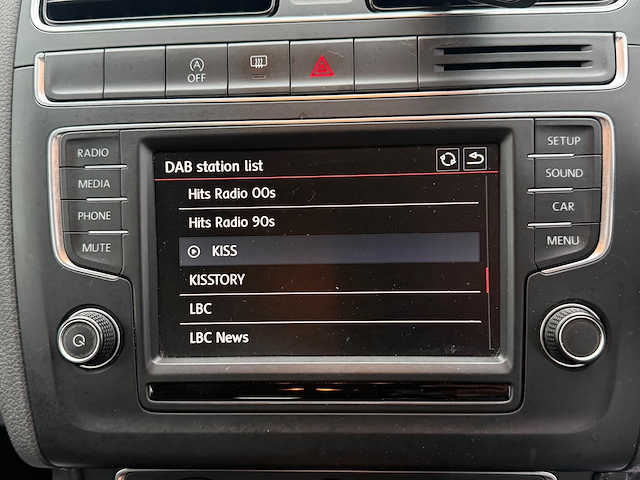 A
OFF
DAB station list
Hits Radio 00s
Hits Radio 90s
KISS
KISSTORY
LBC
LBC News
RADIO
MEDIA
PHONE
MUTE
SETUP
SOUND
CAR
MENU